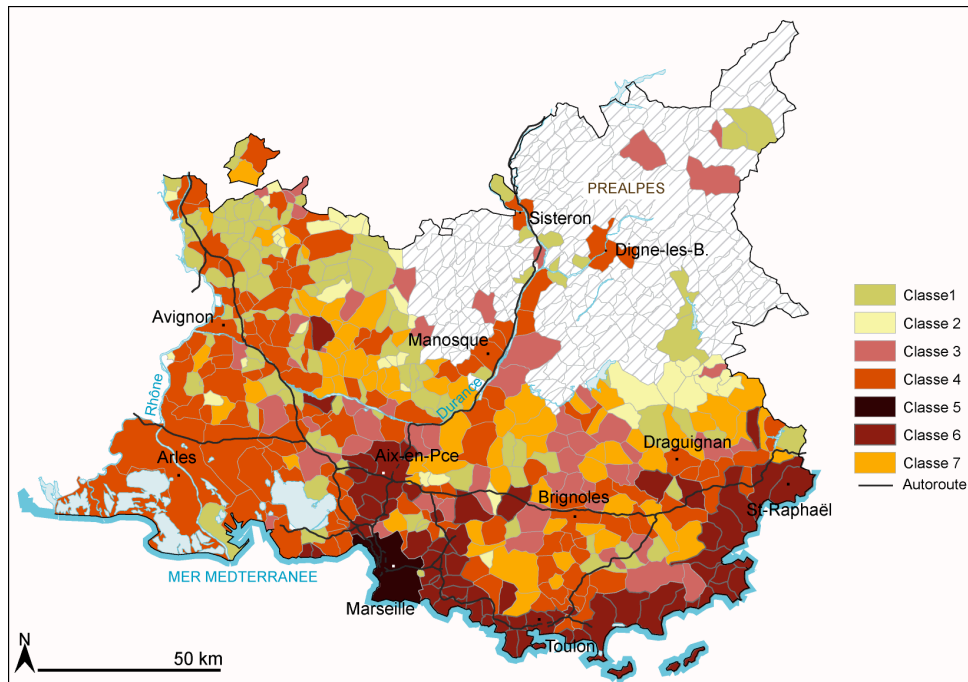 PREALPES
Sisteron
Digne-les-B.
Avignon
Manosque
Durance
Rhône
Arles
Aix-en-Pce
Draguignan
Brignoles
St-Raphaël
MER MEDTERRANEE
Marseille
Toulon
N
50 km
Classe1
Classe 2
Classe 3
Classe 4
Classe 5
Classe 6
Classe 7
Autoroute